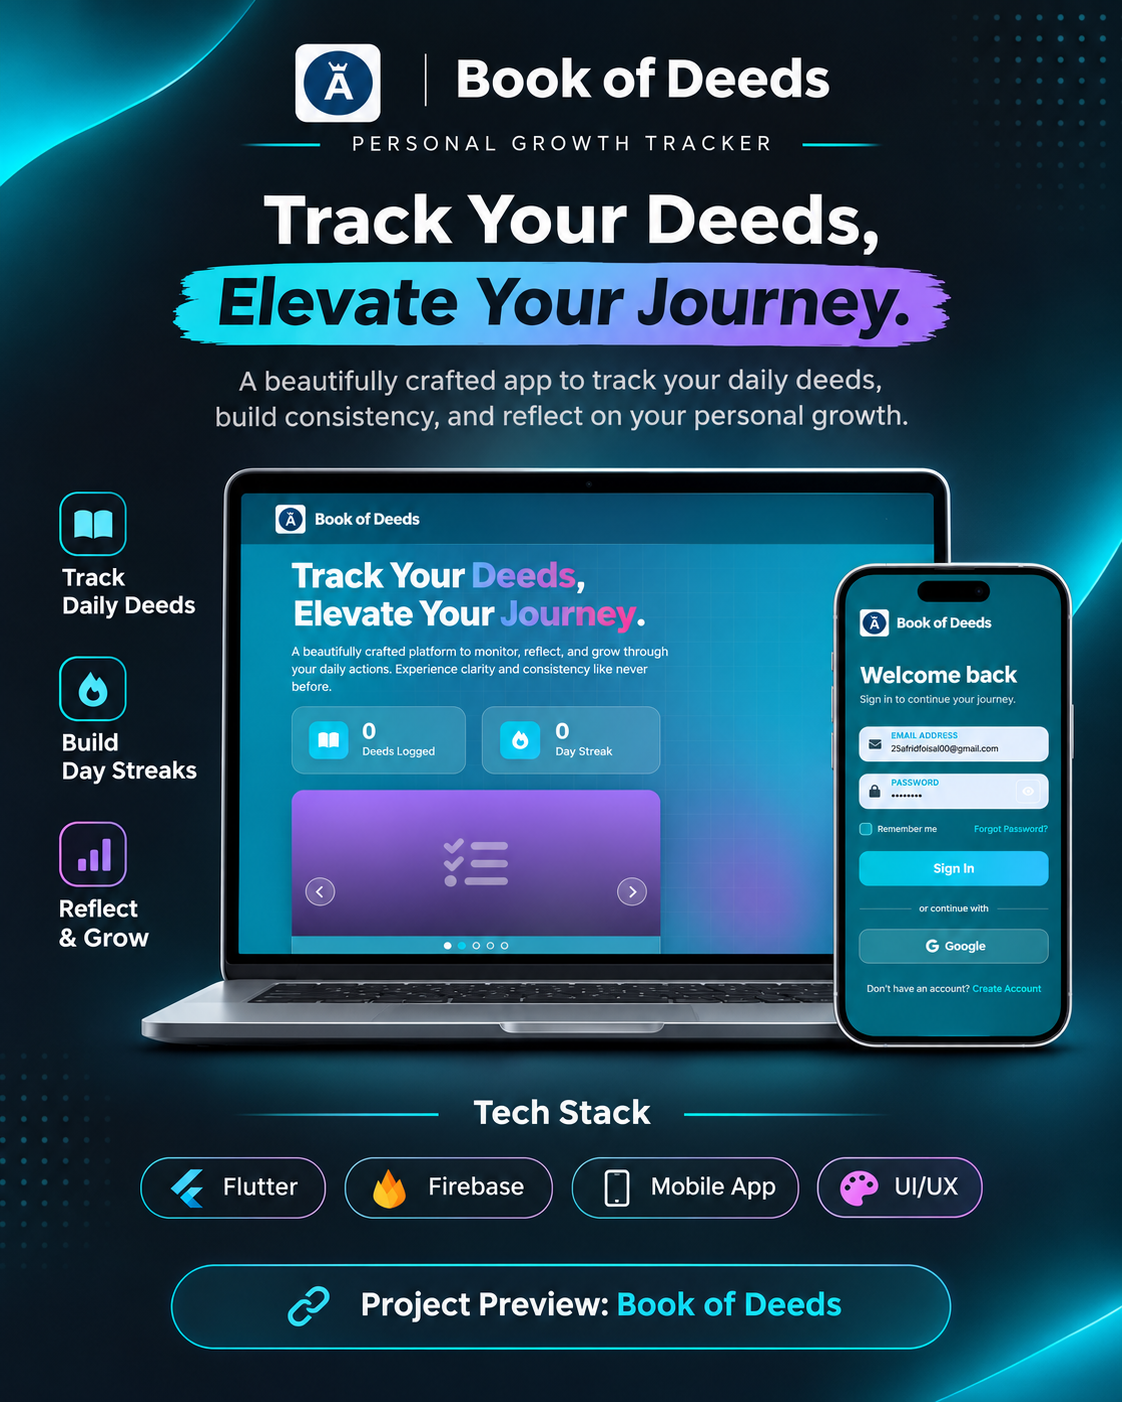 A
Book of Deeds
PERSONAL GROWTH TRACKER
Track Your Deeds,
Elevate Your Journey.
A beautifully crafted app to track your daily deeds,
build consistency, and reflect on your personal growth.
Track
Daily Deeds
Build
Day Streaks
Reflect
& Grow
A
Book of Deeds
Track Your Deeds,
Elevate Your Journey.
A beautifully crafted platform to monitor, reflect, and grow through
your daily actions. Experience clarity and consistency like never
before.
0
Deeds Logged
0
Day Streak
A
Book of Deeds
Welcome back
Sign in to continue your journey.
EMAIL ADDRESS
2Safridfoisal00@gmail.com
PASSWORD
••••••••
Remember me
Forgot Password?
Sign In
or continue with
G Google
Don't have an account? Create Account
Tech Stack
Flutter
Firebase
Mobile App
UI/UX
Project Preview: Book of Deeds